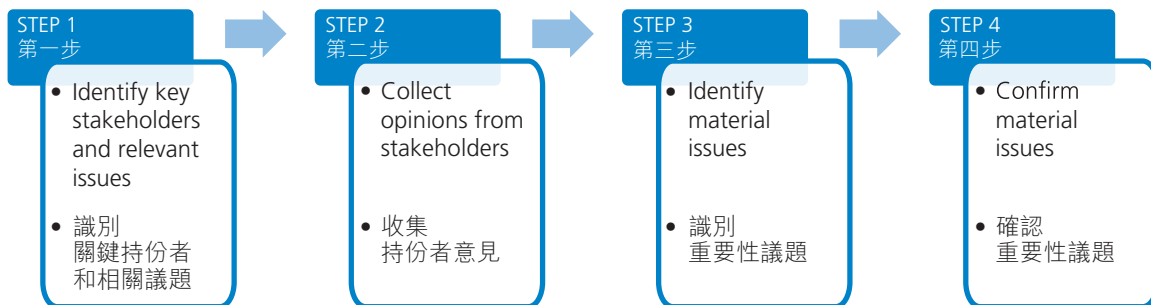 STEP 1
第一步
• Identify key
stakeholders
and relevant
issues
• 識別
關鍵持份者
和相關議題
STEP 2
第二步
• Collect
opinions from
stakeholders
• 收集
持份者意見
STEP 3
第三步
• Identify
material
issues
• 識別
重要性議題
STEP 4
第四步
• Confirm
material
issues
• 確認
重要性議題